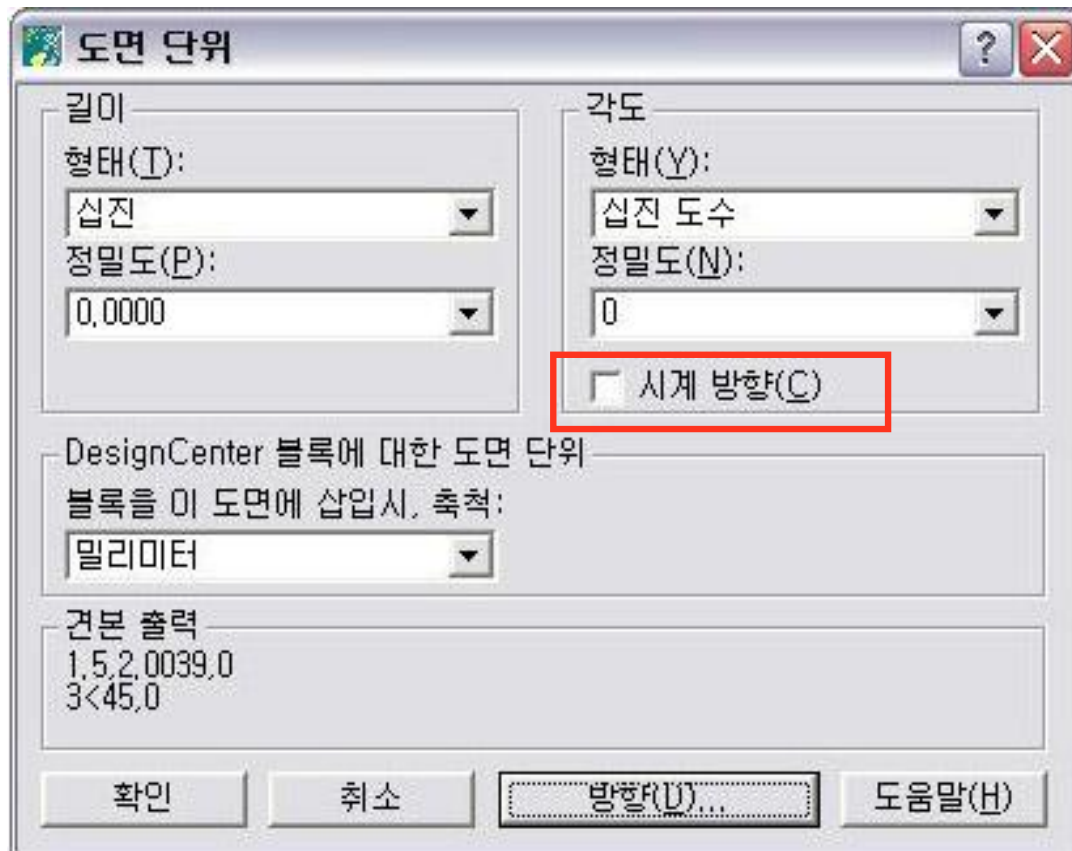 도면 단위
길이
형태(T):
십진
정밀도(P):
0.0000
각도
형태(Y):
십진 도수
정밀도(N):
0
시계 방향(C)
DesignCenter 블록에 대한 도면 단위
블록을 이 도면에 삽입시, 축척:
밀리미터
견본 출력
1.5,2.0039,0
3<45,0
확인 취소 방향(D)... 도움말(H)